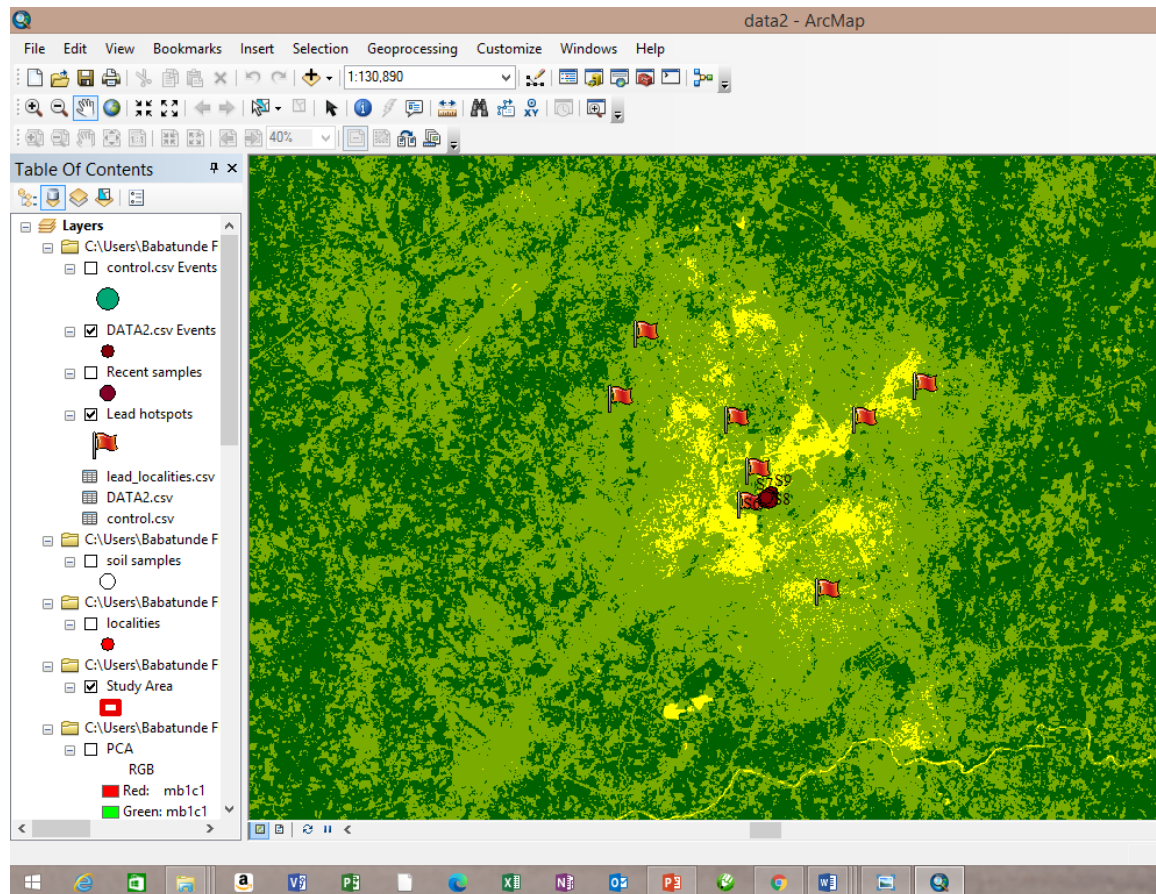 data2 - ArcMap
File Edit View Bookmarks Insert Selection Geoprocessing Customize Windows Help
1:130,890
40%
Table Of Contents
Layers
C:\Users\Babatunde F
control.csv Events
DATA2.csv Events
Recent samples
Lead hotspots
lead_localities.csv
DATA2.csv
control.csv
C:\Users\Babatunde F
soil samples
C:\Users\Babatunde F
localities
C:\Users\Babatunde F
Study Area
C:\Users\Babatunde F
PCA
RGB
Red: mb1c1
Green: mb1c1
S7 S9
S6 S8